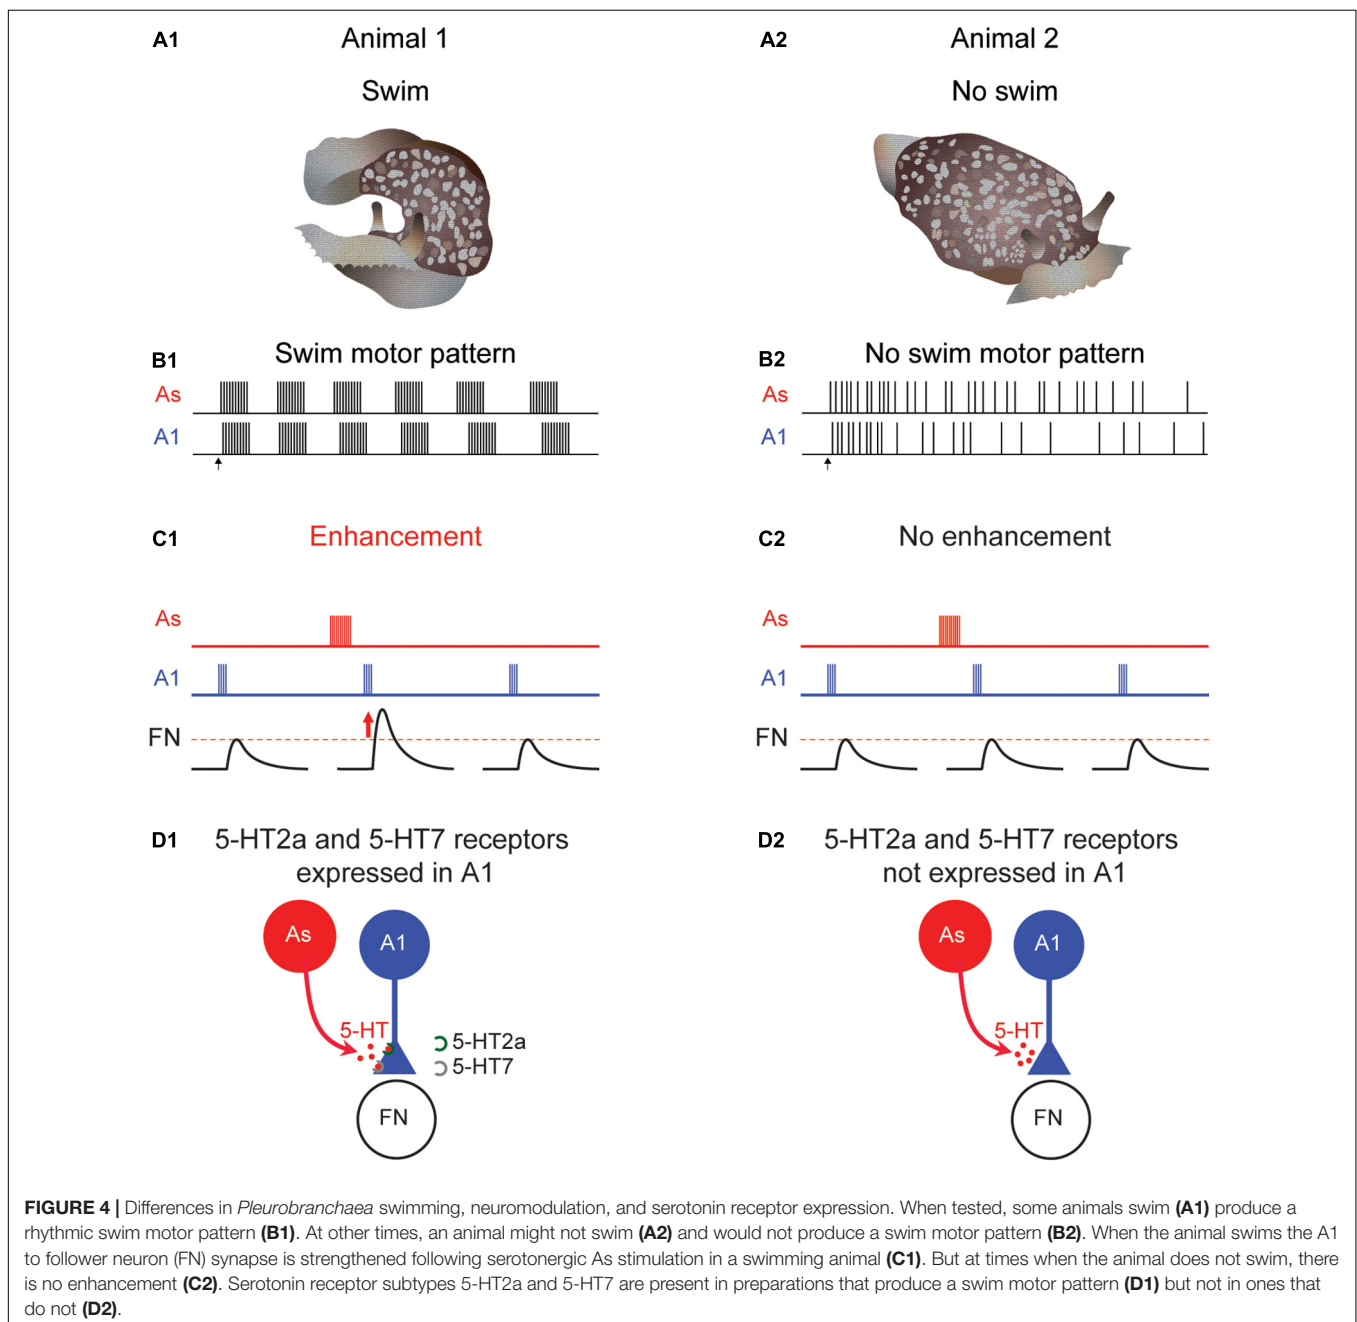 A1 Animal 1
A2 Animal 2
Swim
No swim
B1 Swim motor pattern
B2 No swim motor pattern
As
As
A1
A1
C1 Enhancement
C2 No enhancement
As
As
A1
A1
FN
FN
D1 5-HT2a and 5-HT7 receptors
expressed in A1
D2 5-HT2a and 5-HT7 receptors
not expressed in A1
As A1
5-HT
5-HT2a
5-HT7
FN
As A1
5-HT
FN
FIGURE 4 | Differences in Pleurobranchaea swimming, neuromodulation, and serotonin receptor expression. When tested, some animals swim (A1) produce a
rhythmic swim motor pattern (B1). At other times, an animal might not swim (A2) and would not produce a swim motor pattern (B2). When the animal swims the A1
to follower neuron (FN) synapse is strengthened following serotonergic As stimulation in a swimming animal (C1). But at times when the animal does not swim, there
is no enhancement (C2). Serotonin receptor subtypes 5-HT2a and 5-HT7 are present in preparations that produce a swim motor pattern (D1) but not in ones that
do not (D2).